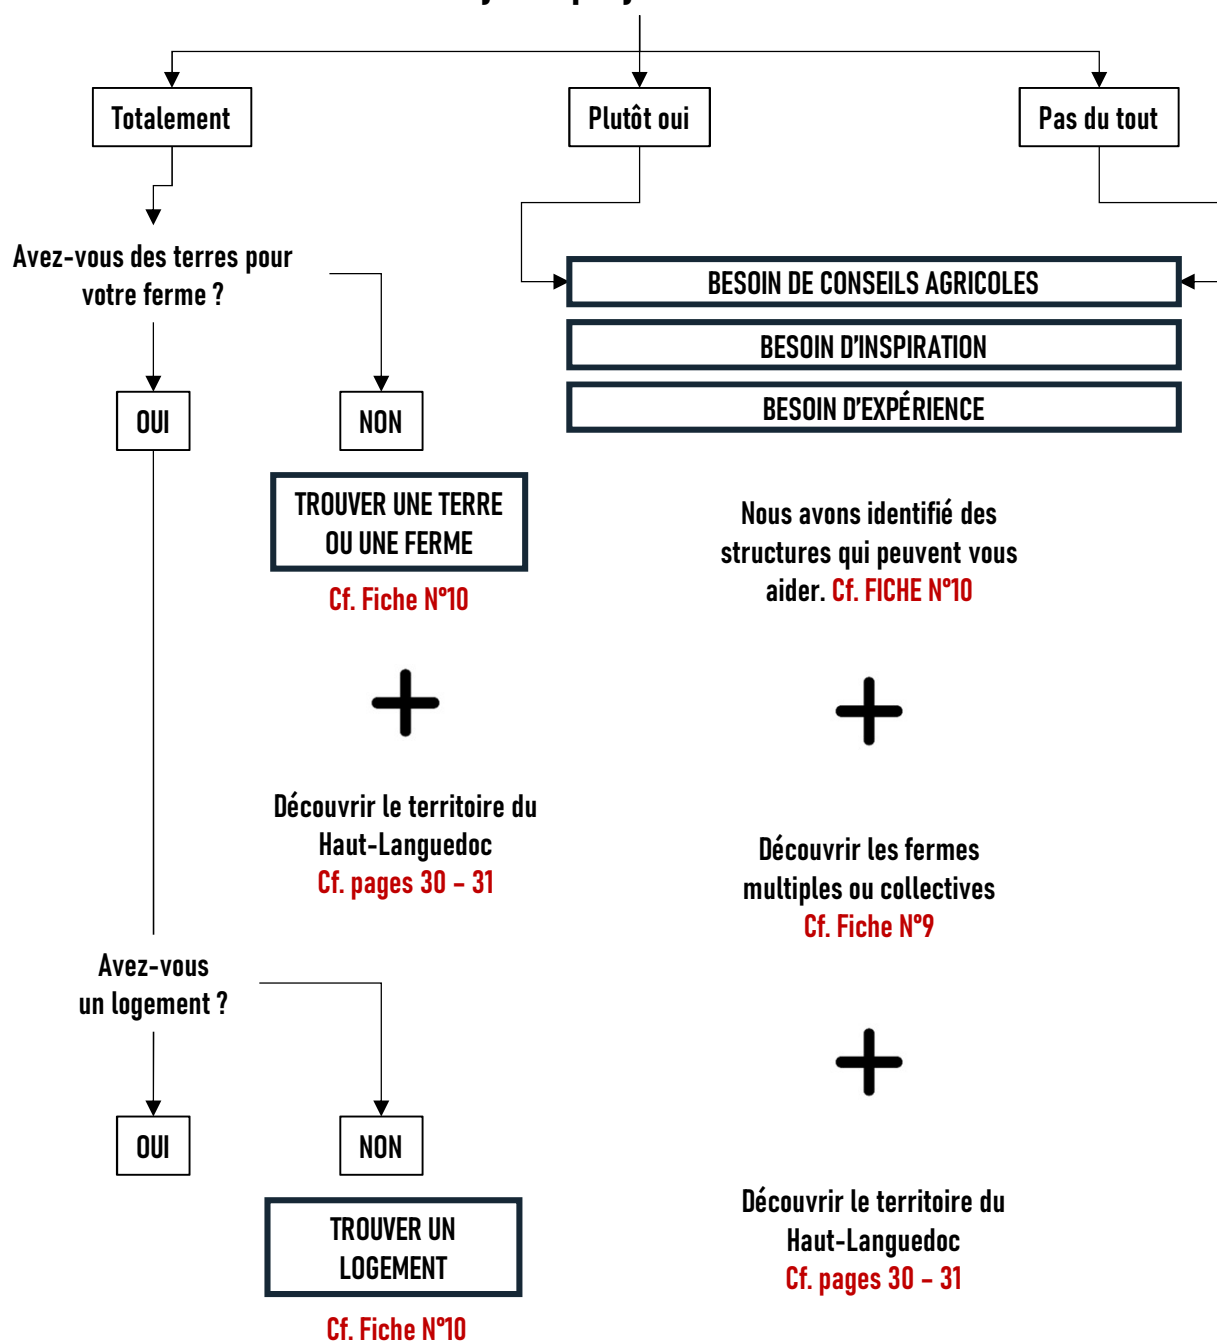 Totalement
Plutôt oui
Pas du tout
Avez-vous des terres pour
votre ferme ?
OUI
NON
TROUVER UNE TERRE
OU UNE FERME
Cf. Fiche N°10
Découvrir le territoire du
Haut-Languedoc
Cf. pages 30 – 31
Avez-vous
un logement ?
OUI
NON
TROUVER UN
LOGEMENT
Cf. Fiche N°10
BESOIN DE CONSEILS AGRICOLES
BESOIN D'INSPIRATION
BESOIN D'EXPÉRIENCE
Nous avons identifié des
structures qui peuvent vous
aider. Cf. FICHE N°10
Découvrir les fermes
multiples ou collectives
Cf. Fiche N°9
Découvrir le territoire du
Haut-Languedoc
Cf. pages 30 – 31